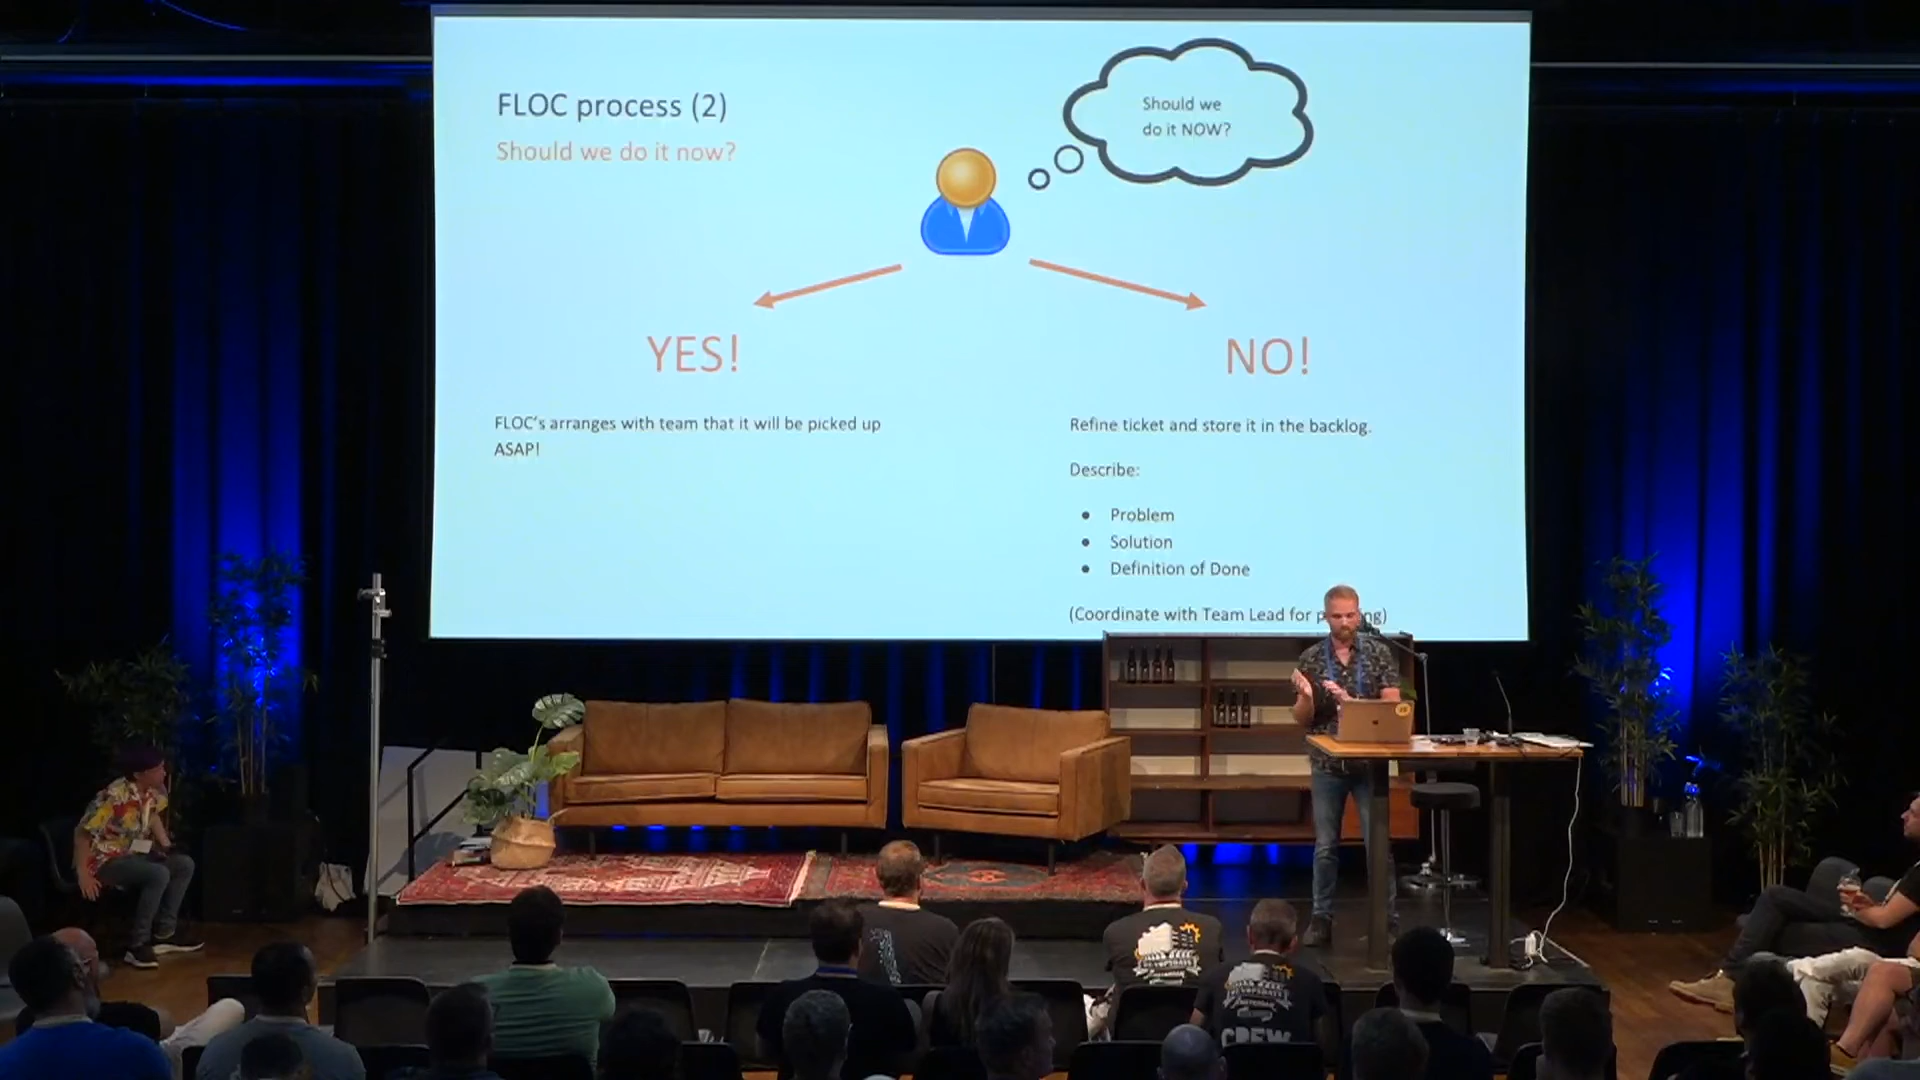 FLOC process (2)
Should we do it now?
Should we
do it NOW?
YES!
FLOC's arranges with team that it will be picked up
ASAP!
NO!
Refine ticket and store it in the backlog.
Describe:
● Problem
● Solution
● Definition of Done
(Coordinate with Team Lead for
CREW